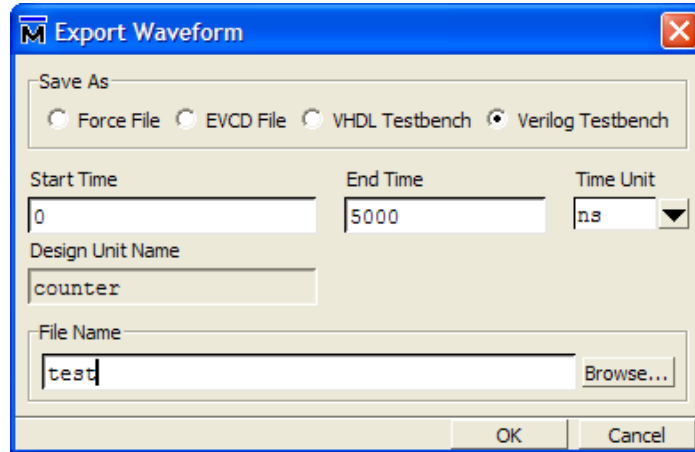 M Export Waveform
Save As
Force File EVCD File VHDL Testbench Verilog Testbench
Start Time End Time Time Unit
0 5000 ns
Design Unit Name
counter
File Name
test Browse...
OK Cancel